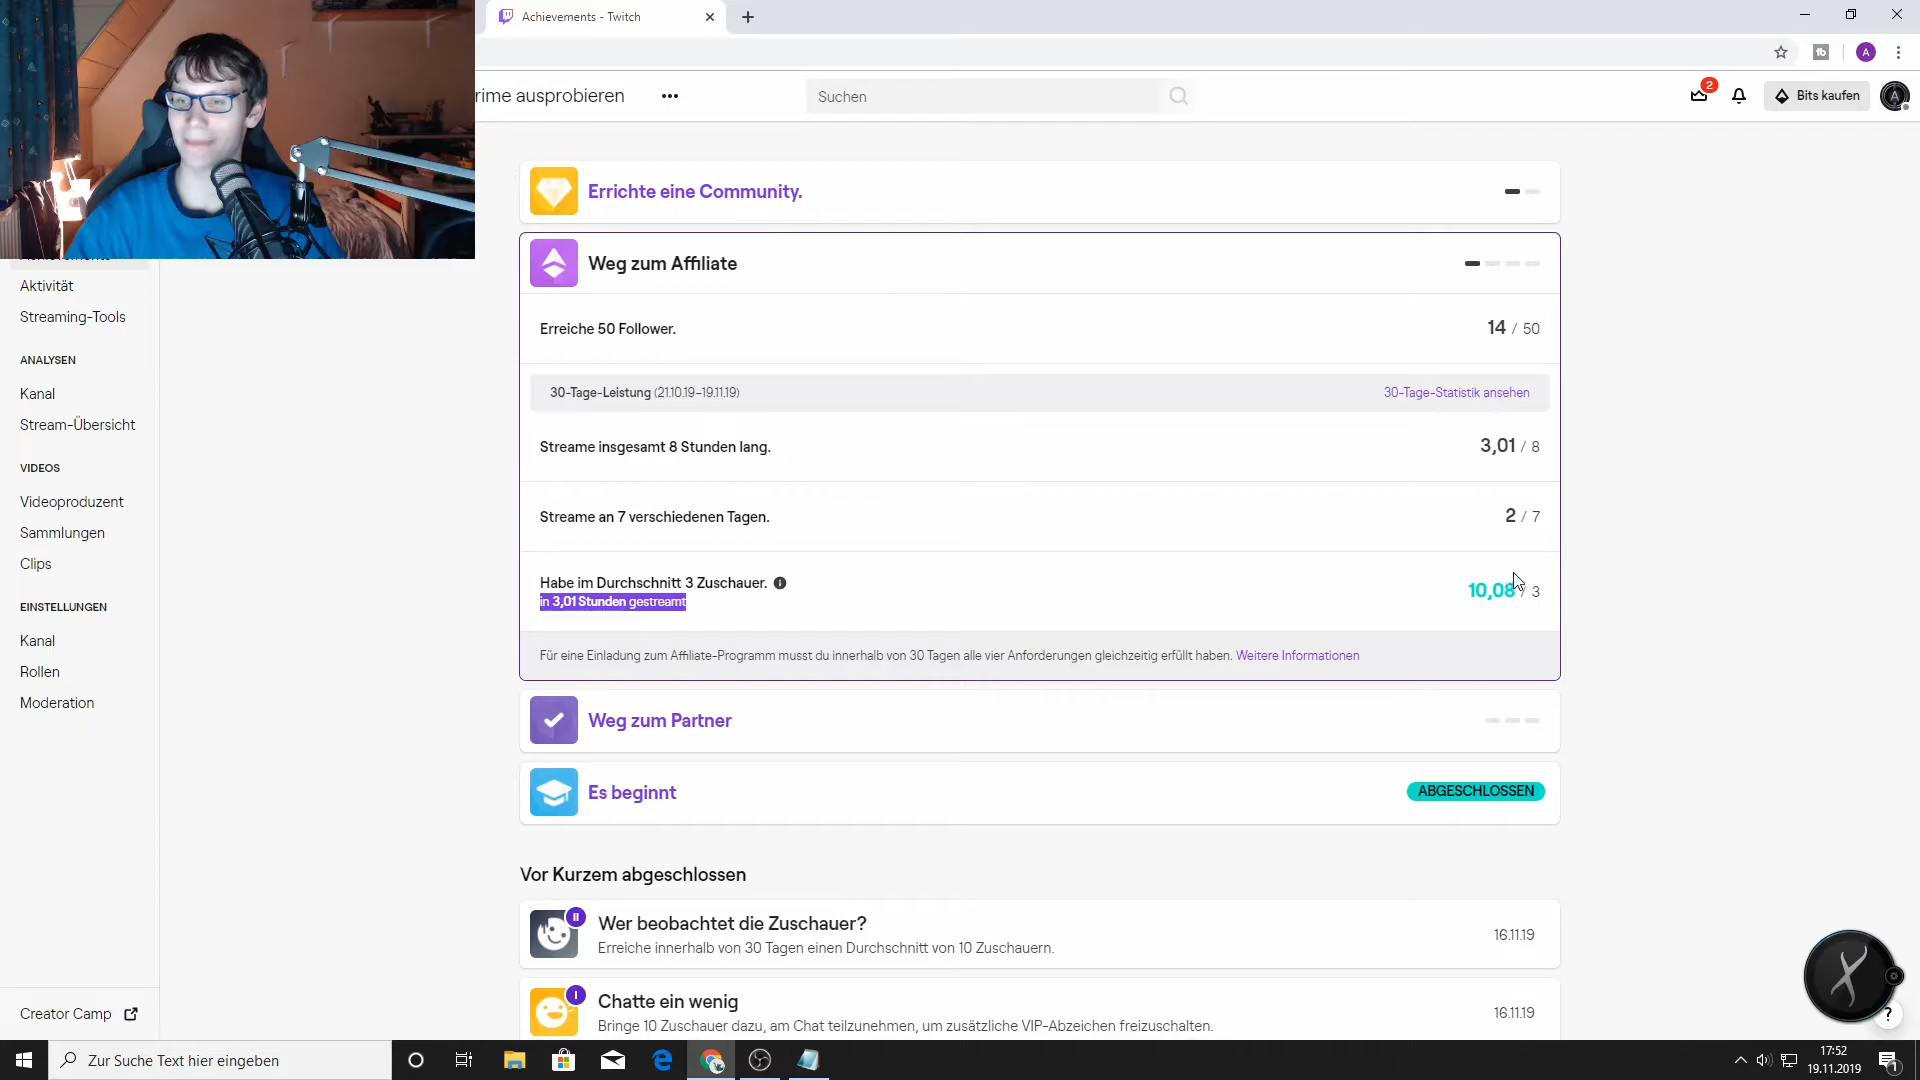 Achievements - Twitch
rime ausprobieren
Suchen
2
Bits kaufen
A
Aktivität
Streaming-Tools
ANALYSEN
Kanal
Stream-Übersicht
VIDEOS
Videoproduzent
Sammlungen
Clips
EINSTELLUNGEN
Kanal
Rollen
Moderation
Creator Camp
Errichte eine Community.
Weg zum Affiliate
Erreiche 50 Follower.
14 / 50
30-Tage-Leistung (21.10.19–19.11.19)
30-Tage-Statistik ansehen
Streame insgesamt 8 Stunden lang.
3,01 / 8
Streame an 7 verschiedenen Tagen.
2 / 7
Habe im Durchschnitt 3 Zuschauer.
in 3,01 Stunden gestreamt
10,08 / 3
Für eine Einladung zum Affiliate-Programm musst du innerhalb von 30 Tagen alle vier Anforderungen gleichzeitig erfüllt haben. Weitere Informationen
Weg zum Partner
Es beginnt
ABGESCHLOSSEN
Vor Kurzem abgeschlossen
II
Wer beobachtet die Zuschauer?
Erreiche innerhalb von 30 Tagen einen Durchschnitt von 10 Zuschauern.
16.11.19
I
Chatte ein wenig
Bringe 10 Zuschauer dazu, am Chat teilzunehmen, um zusätzliche VIP-Abzeichen freizuschalten.
16.11.19
?
Zur Suche Text hier eingeben
17:52
19.11.2019
1